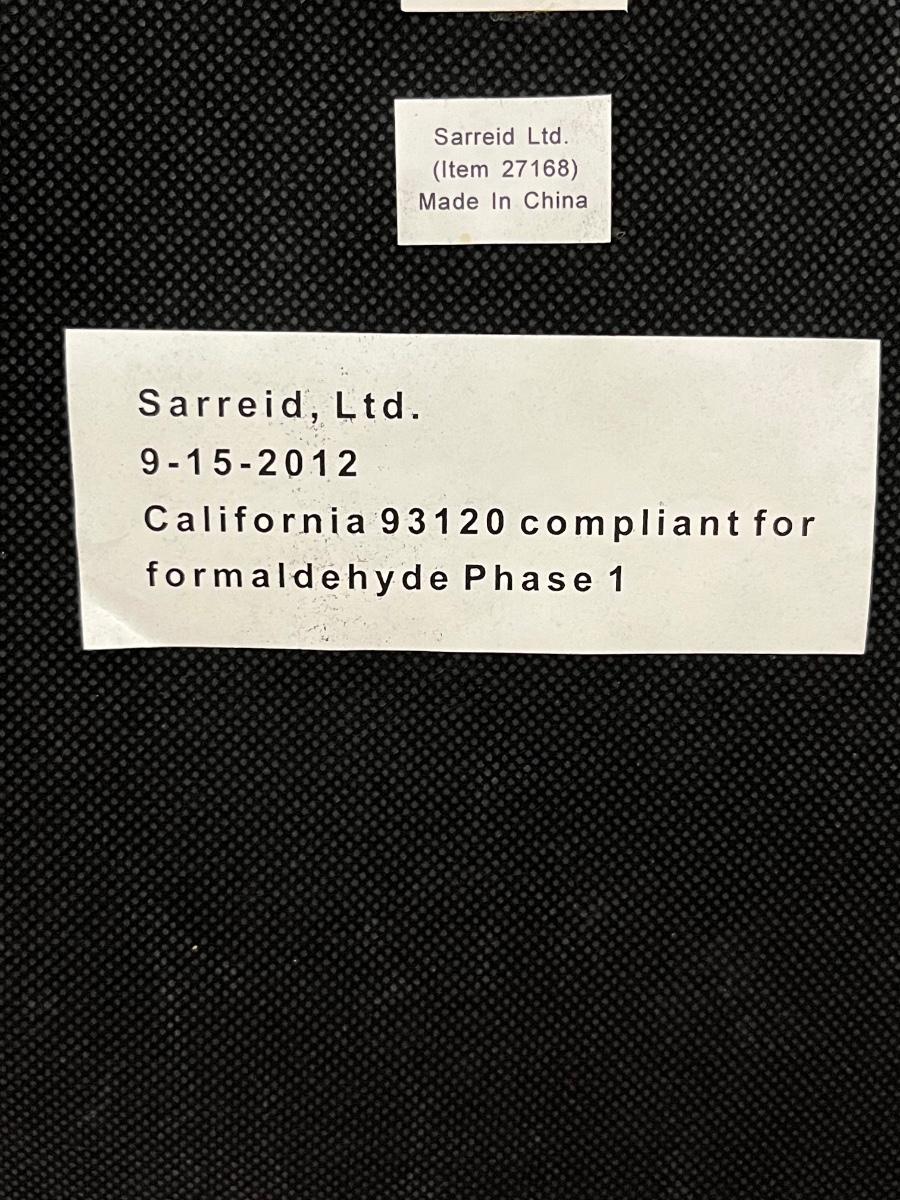 Sarreid Ltd.
(Item 27168)
Made In China
Sarreid, Ltd.
9-15-2012
California 93120 compliant for
formaldehyde Phase 1